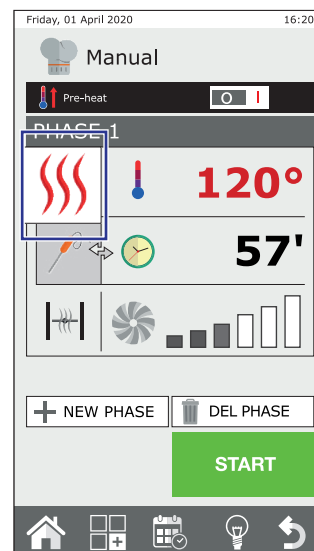 Friday, 01 April 2020 16:20
Manual
Pre-heat O I
PHASE 1
120°
57'
NEW PHASE DEL PHASE
START